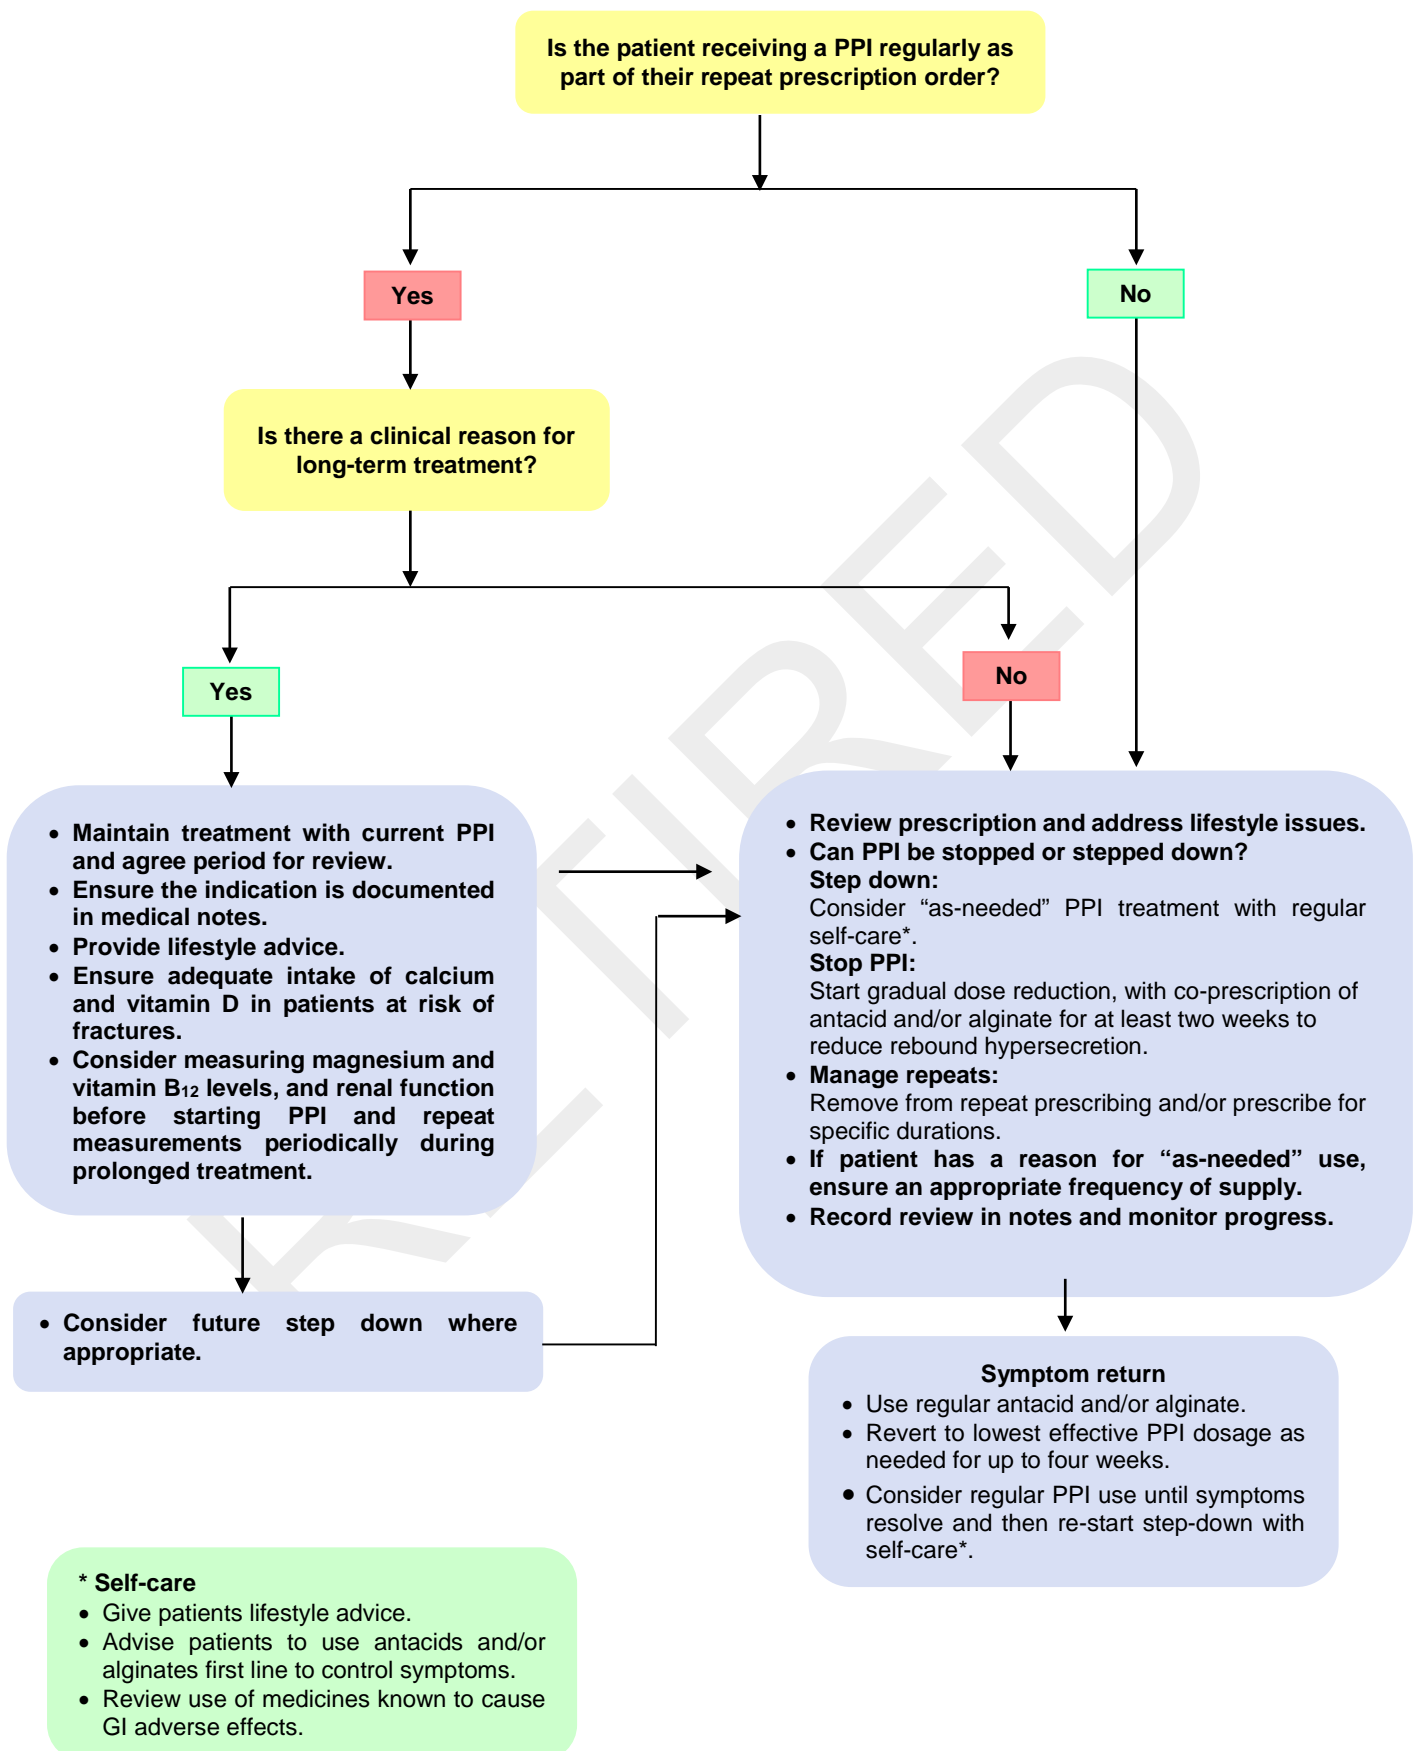 Is the patient receiving a PPI regularly as
part of their repeat prescription order?
Yes
No
Is there a clinical reason for
long-term treatment?
Yes
No
• Maintain treatment with current PPI
and agree period for review.
• Ensure the indication is documented
in medical notes.
• Provide lifestyle advice.
• Ensure adequate intake of calcium
and vitamin D in patients at risk of
fractures.
• Consider measuring magnesium and
vitamin B12 levels, and renal function
before starting PPI and repeat
measurements periodically during
prolonged treatment.
• Review prescription and address lifestyle issues.
• Can PPI be stopped or stepped down?
Step down:
Consider “as-needed” PPI treatment with regular
self-care*.
Stop PPI:
Start gradual dose reduction, with co-prescription of
antacid and/or alginate for at least two weeks to
reduce rebound hypersecretion.
• Manage repeats:
Remove from repeat prescribing and/or prescribe for
specific durations.
• If patient has a reason for “as-needed” use,
ensure an appropriate frequency of supply.
• Record review in notes and monitor progress.
• Consider future step down where
appropriate.
Symptom return
• Use regular antacid and/or alginate.
• Revert to lowest effective PPI dosage as
needed for up to four weeks.
• Consider regular PPI use until symptoms
resolve and then re-start step-down with
self-care*.
* Self-care
• Give patients lifestyle advice.
• Advise patients to use antacids and/or
alginates first line to control symptoms.
• Review use of medicines known to cause
GI adverse effects.
RETIRED